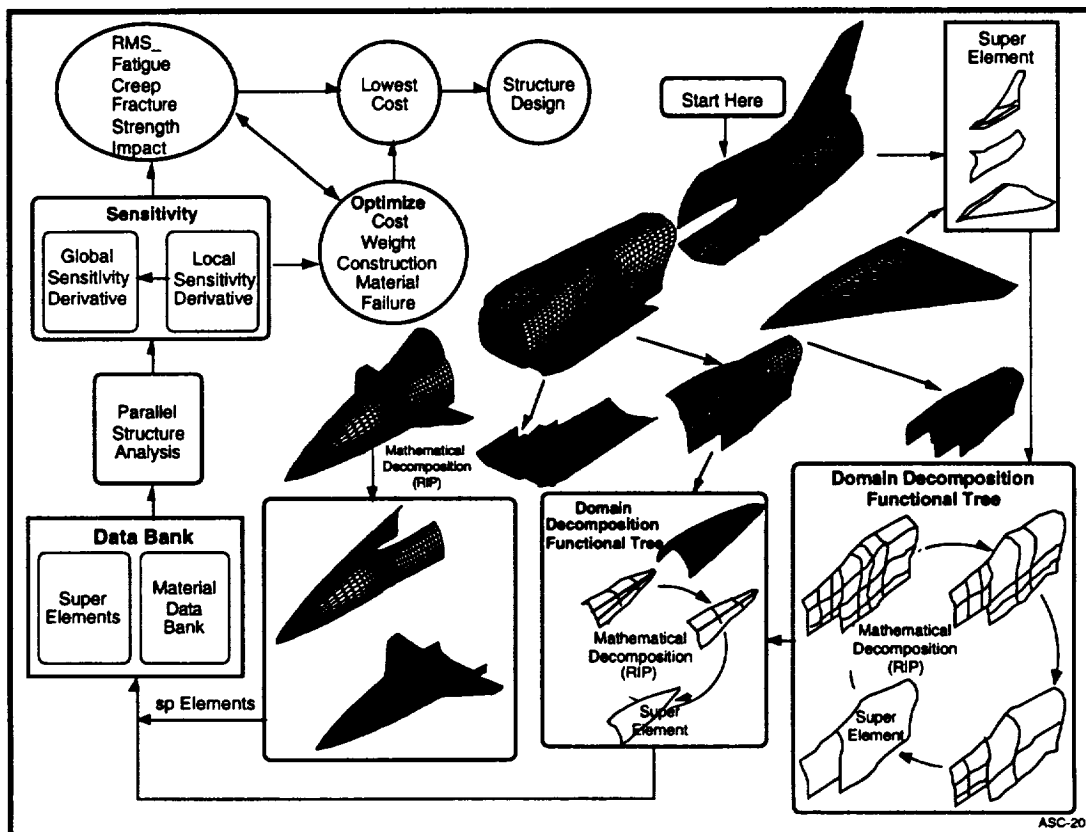 RMS_
Fatigue
Creep
Fracture
Strength
Impact
Lowest
Cost
Structure
Design
Start Here
Super
Element
Sensitivity
Global
Sensitivity
Derivative
Local
Sensitivity
Derivative
Optimize
Cost
Weight
Construction
Material
Failure
Parallel
Structure
Analysis
Mathematical
Decomposition
(RIP)
Data Bank
Super
Elements
Material
Data
Bank
sp Elements
Domain
Decomposition
Functional Tree
Mathematical
Decomposition
(RIP)
Super
Element
Domain Decomposition
Functional Tree
Mathematical
Decomposition
(RIP)
Super
Element
ASC-20